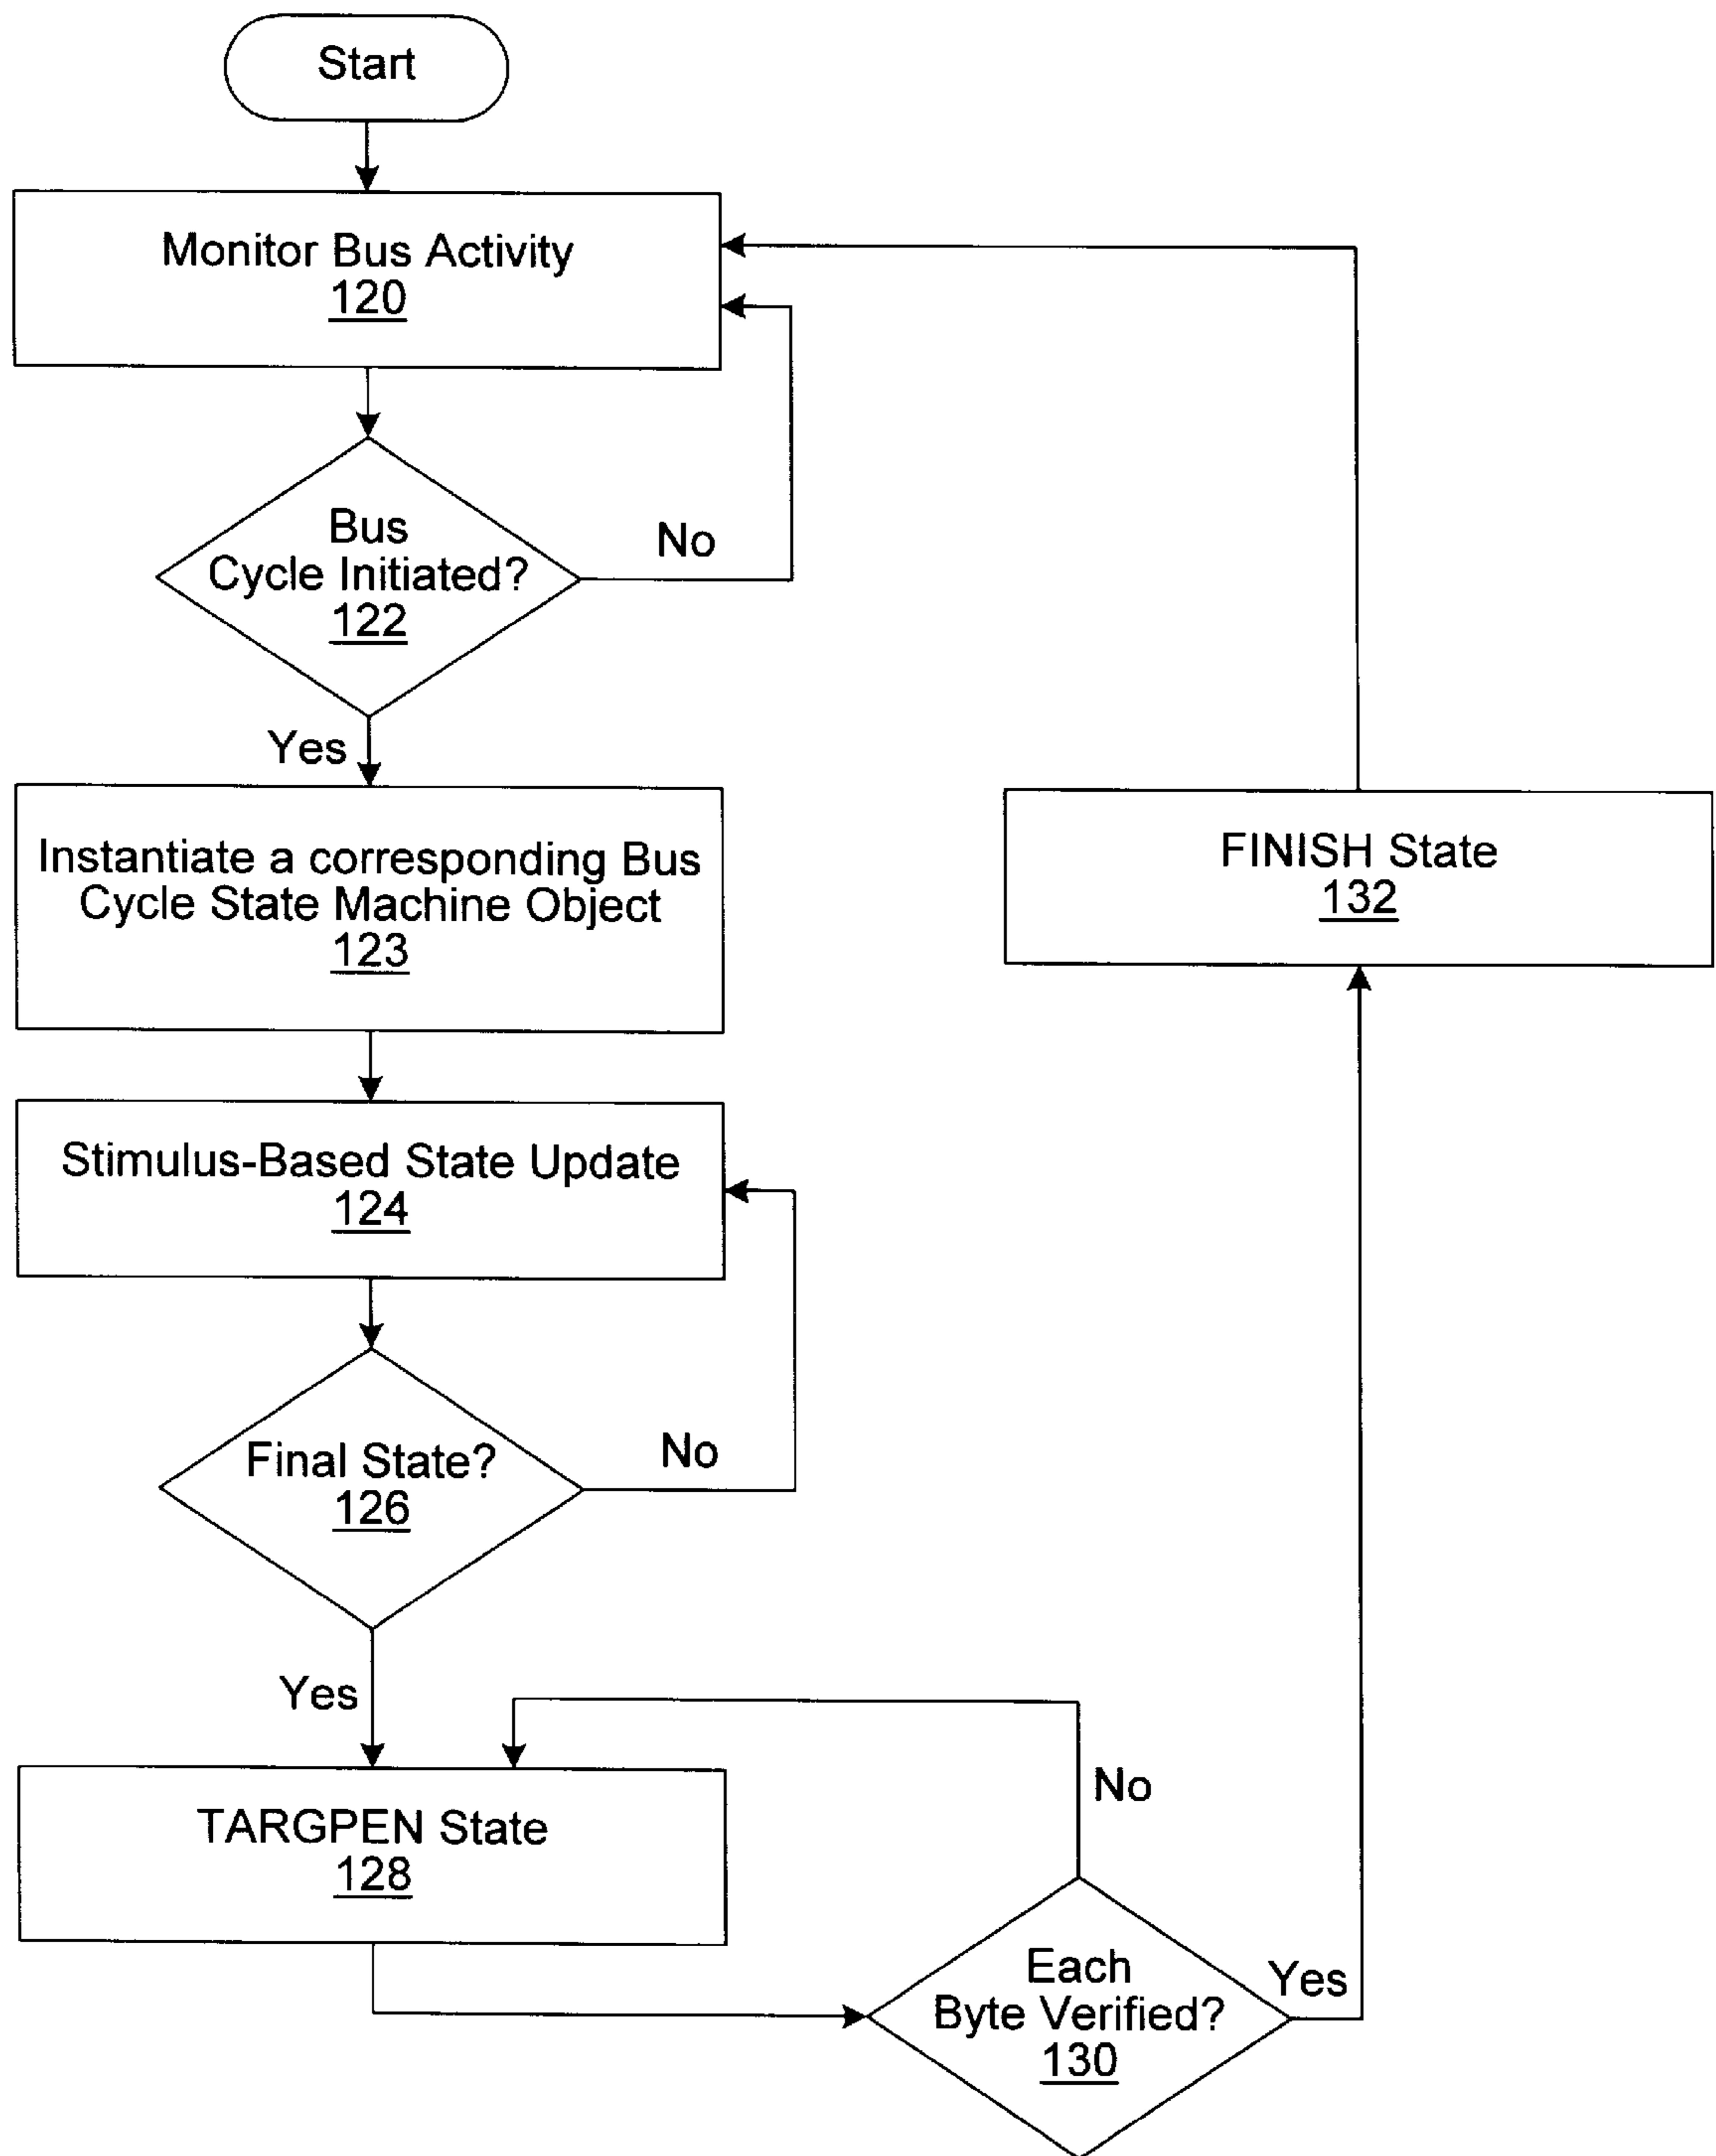 Start
Monitor Bus Activity
120
Bus
Cycle Initiated?
122
No
Yes
Instantiate a corresponding Bus
Cycle State Machine Object
123
FINISH State
132
Stimulus-Based State Update
124
Final State?
126
No
Yes
TARGPEN State
128
No
Each
Byte Verified?
130
Yes